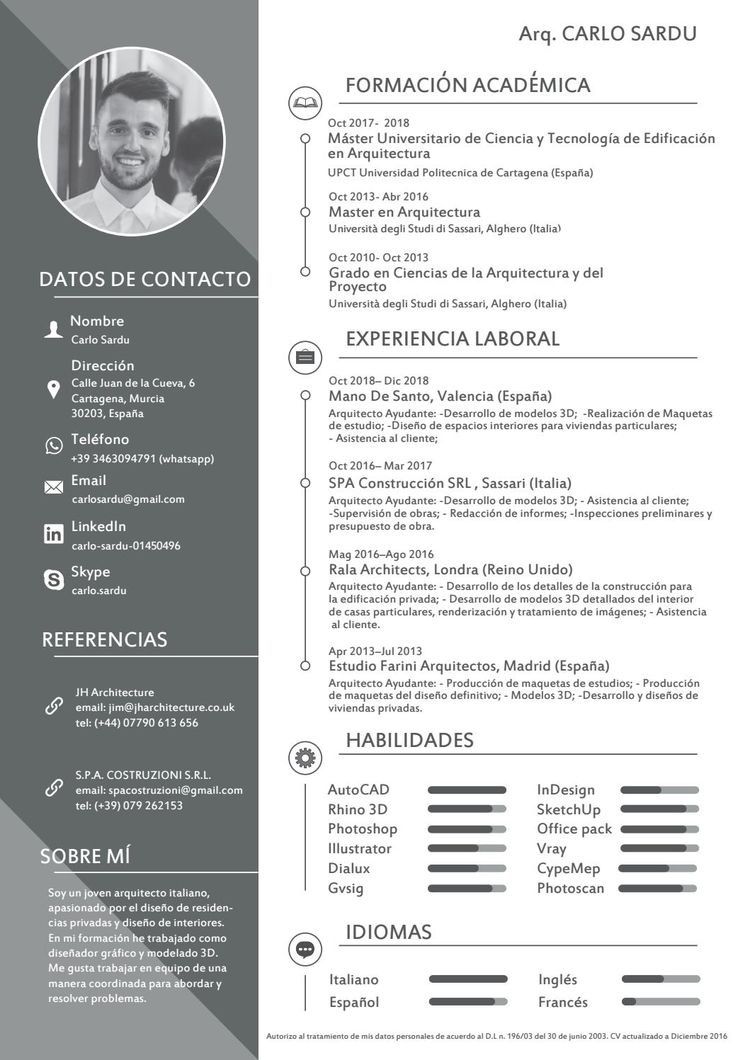 Arq. CARLO SARDU
DATOS DE CONTACTO
Nombre
Carlo Sardu
Dirección
Calle Juan de la Cueva, 6
Cartagena, Murcia
30203, España
Teléfono
+39 3463094791 (whatsapp)
Email
carlosardu@gmail.com
LinkedIn
carlo-sardu-01450496
Skype
carlo.sardu
REFERENCIAS
JH Architecture
email: jim@jharchitecture.co.uk
tel: (+44) 07790 613 656
S.P.A. COSTRUZIONI S.R.L.
email: spacostruzioni@gmail.com
tel: (+39) 079 262153
SOBRE MÍ
Soy un joven arquitecto italiano,
apasionado por el diseño de residen-
cias privadas y diseño de interiores.
En mi formación he trabajado como
diseñador gráfico y modelado 3D.
Me gusta trabajar en equipo de una
manera coordinada para abordar y
resolver problemas.
FORMACIÓN ACADÉMICA
Oct 2017- 2018
Máster Universitario de Ciencia y Tecnología de Edificación
en Arquitectura
UPCT Universidad Politecnica de Cartagena (España)
Oct 2013- Abr 2016
Master en Arquitectura
Università degli Studi di Sassari, Alghero (Italia)
Oct 2010- Oct 2013
Grado en Ciencias de la Arquitectura y del
Proyecto
Università degli Studi di Sassari, Alghero (Italia)
EXPERIENCIA LABORAL
Oct 2018– Dic 2018
Mano De Santo, Valencia (España)
Arquitecto Ayudante: -Desarrollo de modelos 3D; -Realización de Maquetas
de estudio; -Diseño de espacios interiores para viviendas particulares;
- Asistencia al cliente;
Oct 2016– Mar 2017
SPA Construcción SRL , Sassari (Italia)
Arquitecto Ayudante: -Desarrollo de modelos 3D; - Asistencia al cliente;
-Supervisión de obras; - Redacción de informes; -Inspecciones preliminares y
presupuesto de obra.
Mag 2016–Ago 2016
Rala Architects, Londra (Reino Unido)
Arquitecto Ayudante: - Desarrollo de los detalles de la construcción para
la edificación privada; - Desarrollo de modelos 3D detallados del interior
de casas particulares, renderización y tratamiento de imágenes; - Asistencia
al cliente.
Apr 2013–Jul 2013
Estudio Farini Arquitectos, Madrid (España)
Arquitecto Ayudante: - Producción de maquetas de estudios; - Producción
de maquetas del diseño definitivo; - Modelos 3D; -Desarrollo y diseños de
viviendas privadas.
HABILIDADES
AutoCAD
Rhino 3D
Photoshop
Illustrator
Dialux
Gvsig
InDesign
SketchUp
Office pack
Vray
CypeMep
Photoscan
IDIOMAS
Italiano
Español
Inglés
Francés
Autorizo al tratamiento de mis datos personales de acuerdo al D.L n. 196/03 del 30 de junio 2003. CV actualizado a Diciembre 2016